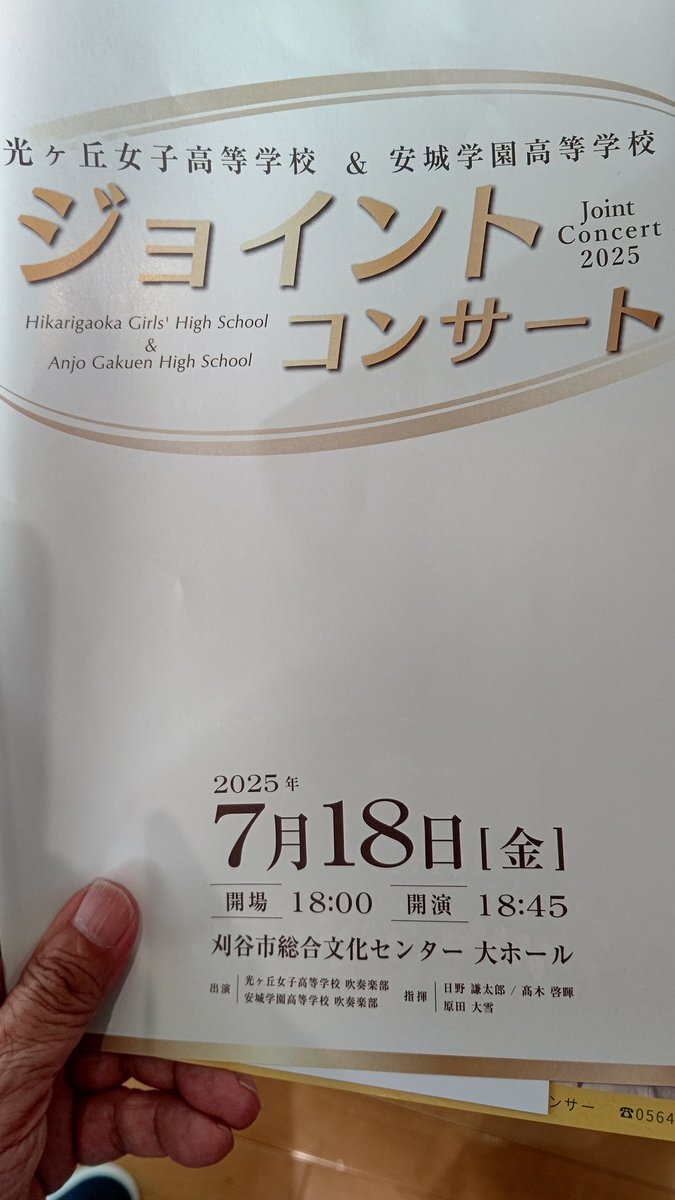 光ヶ丘女子高等学校 & 安城学園高等学校
ジョイント
Joint
Concert
2025
コンサート
Hikarigaoka Girls' High School
&
Anjo Gakuen High School
2025年
7月18日[金]
開場 18:00 開演 18:45
刈谷市総合文化センター 大ホール
出演 光ヶ丘女子高等学校 吹奏楽部
安城学園高等学校 吹奏楽部
指揮 日野 謙太郎 / 髙木 啓暉
原田 大雪
ンサー ☎0564